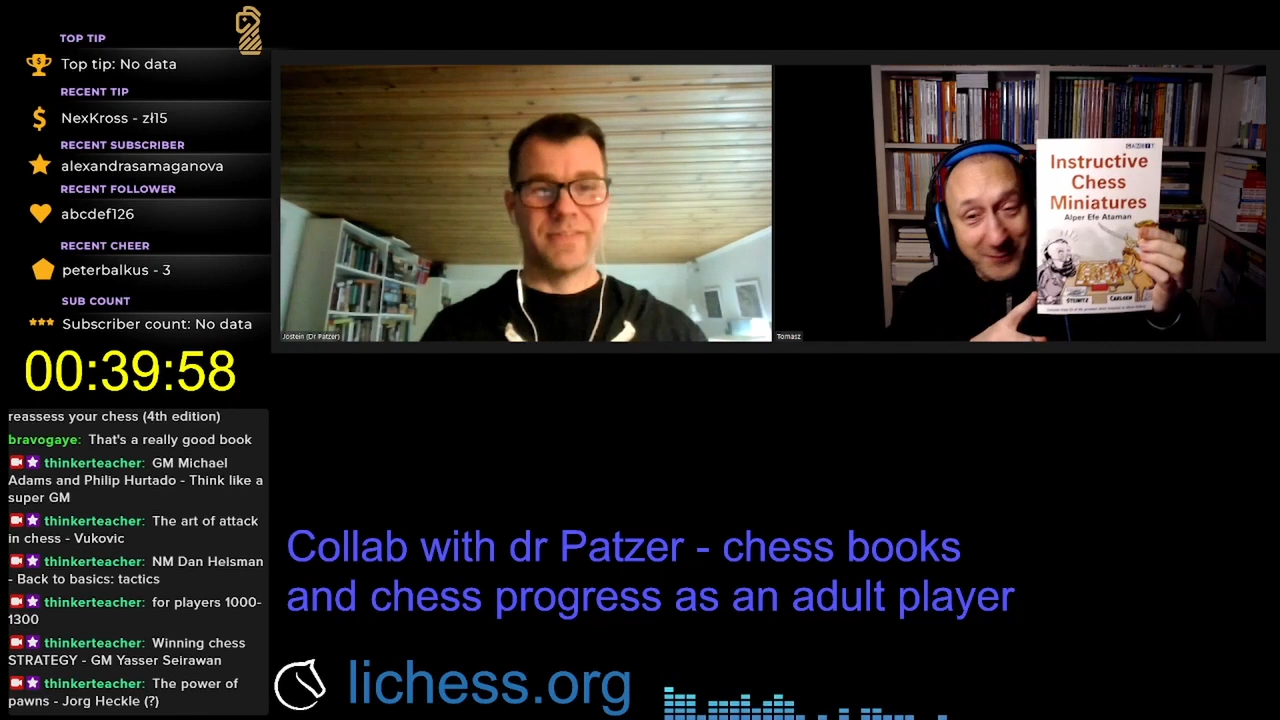 TOP TIP
Top tip: No data
RECENT TIP
NexKross - zł15
RECENT SUBSCRIBER
alexandrasamaganova
RECENT FOLLOWER
abcdef126
RECENT CHEER
peterbalkus - 3
SUB COUNT
Subscriber count: No data
00:39:58
reassess your chess (4th edition)
bravogaye: That's a really good book
thinkerteacher: GM Michael
Adams and Philip Hurtado - Think like a
super GM
thinkerteacher: The art of attack
in chess - Vukovic
thinkerteacher: NM Dan Heisman
- Back to basics: tactics
thinkerteacher: for players 1000-
1300
thinkerteacher: Winning chess
STRATEGY - GM Yasser Seirawan
thinkerteacher: The power of
pawns - Jorg Heckle (?)
Jostein (Dr Patzer)
Tomasz
GAMBIT
Instructive
Chess
Miniatures
Alper Efe Ataman
STEINITZ
CARLSEN
Collab with dr Patzer - chess books
and chess progress as an adult player
lichess.org